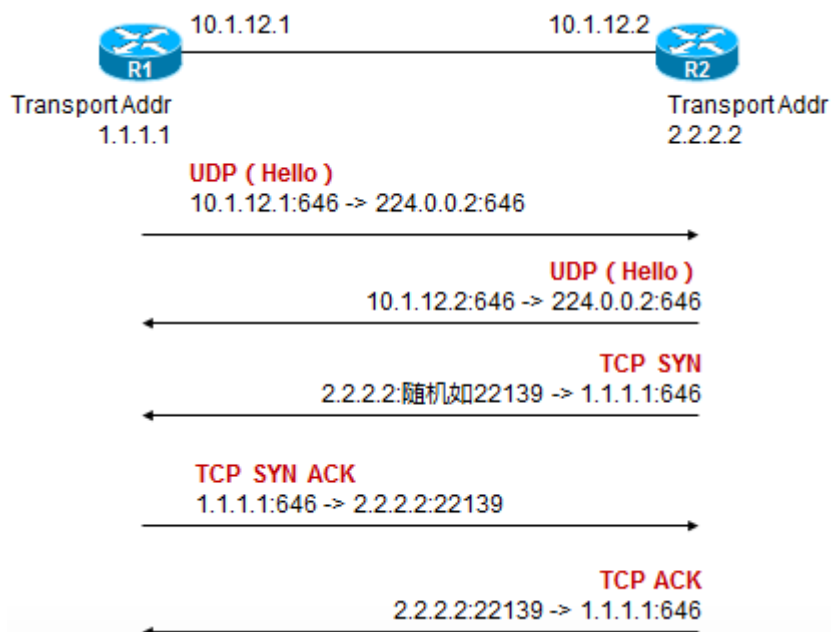 10.1.12.1
10.1.12.2
R1
R2
Transport Addr
1.1.1.1
Transport Addr
2.2.2.2
UDP ( Hello )
10.1.12.1:646 -> 224.0.0.2:646
UDP ( Hello )
10.1.12.2:646 -> 224.0.0.2:646
TCP SYN
2.2.2.2:随机如22139 -> 1.1.1.1:646
TCP SYN ACK
1.1.1.1:646 -> 2.2.2.2:22139
TCP ACK
2.2.2.2:22139 -> 1.1.1.1:646